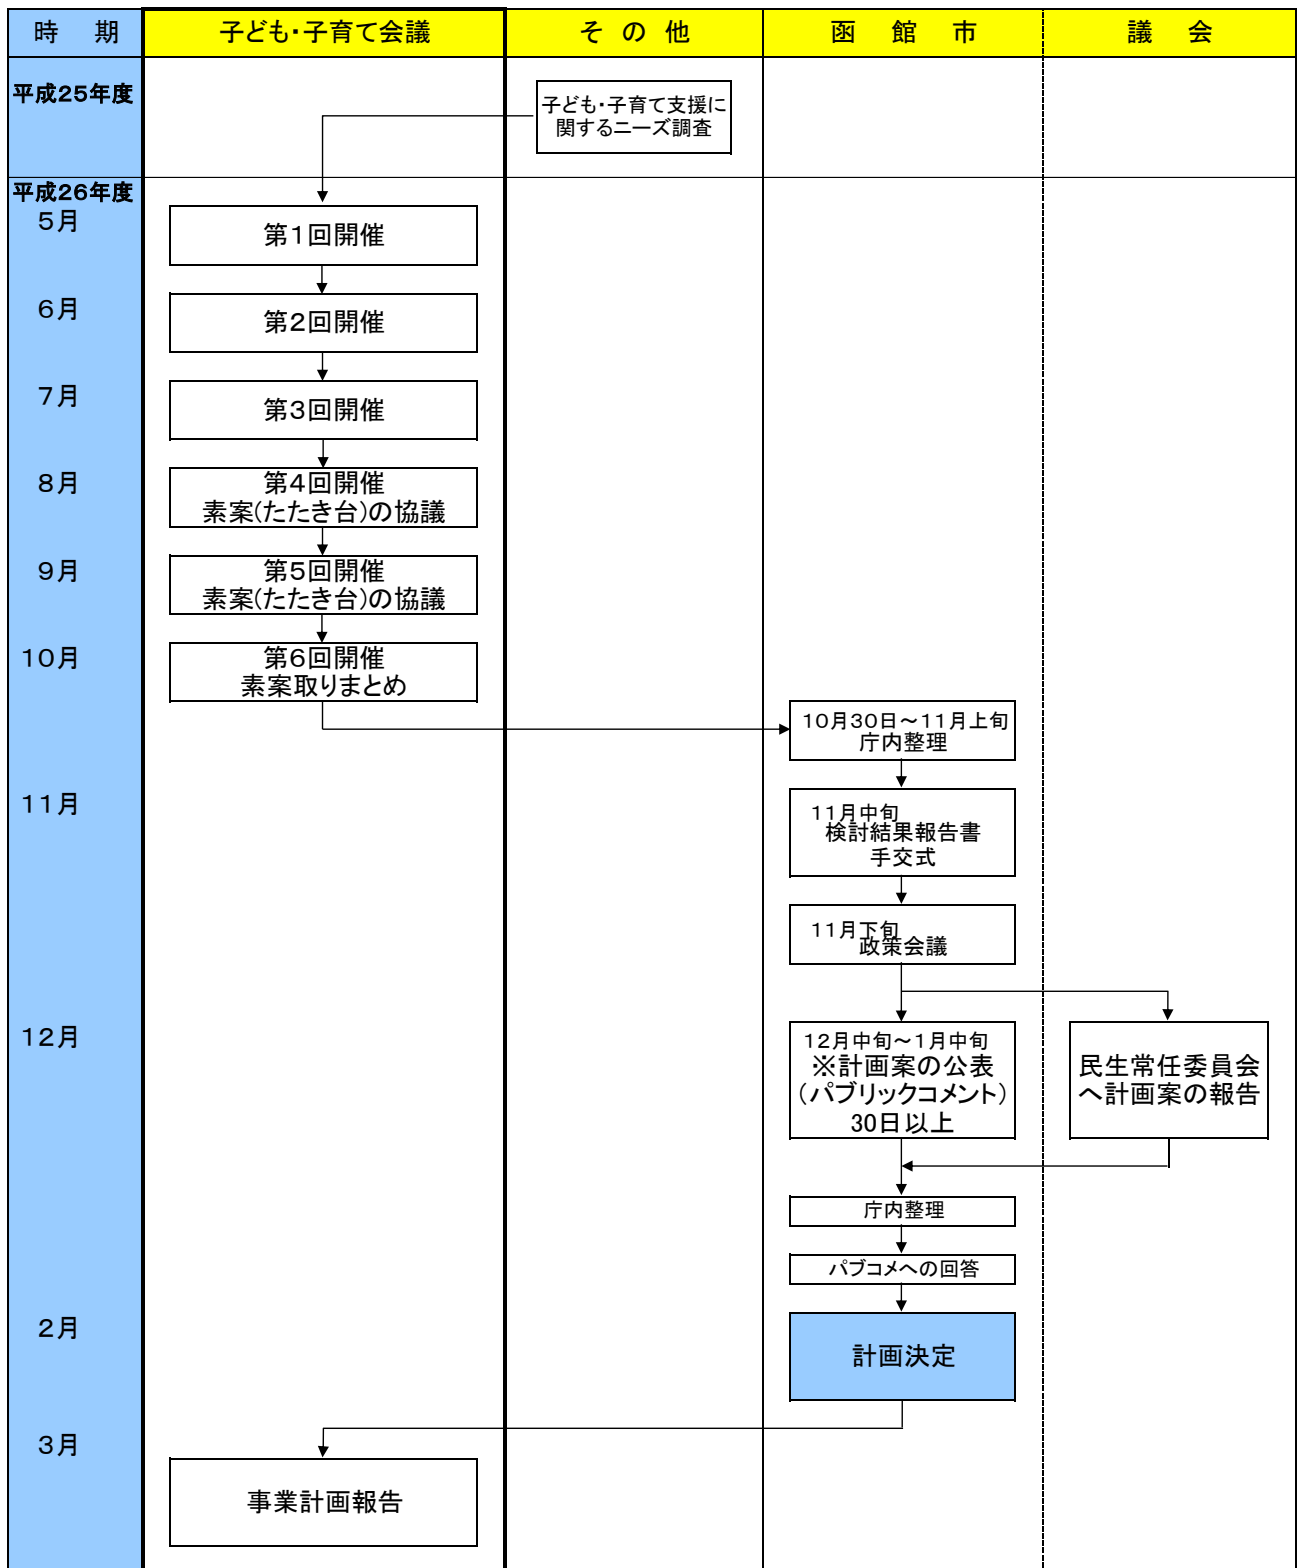 時　期
子ども・子育て会議
そ の 他
函　館　市
議　会
平成25年度
子ども・子育て支援に
関するニーズ調査
平成26年度
5月
第1回開催
6月
第2回開催
7月
第3回開催
8月
第4回開催
素案(たたき台)の協議
9月
第5回開催
素案(たたき台)の協議
10月
第6回開催
素案取りまとめ
10月30日～11月上旬
庁内整理
11月
11月中旬
検討結果報告書
手交式
11月下旬
政策会議
12月
12月中旬～1月中旬
※計画案の公表
(パブリックコメント)
30日以上
民生常任委員会
へ計画案の報告
庁内整理
パブコメへの回答
2月
計画決定
3月
事業計画報告